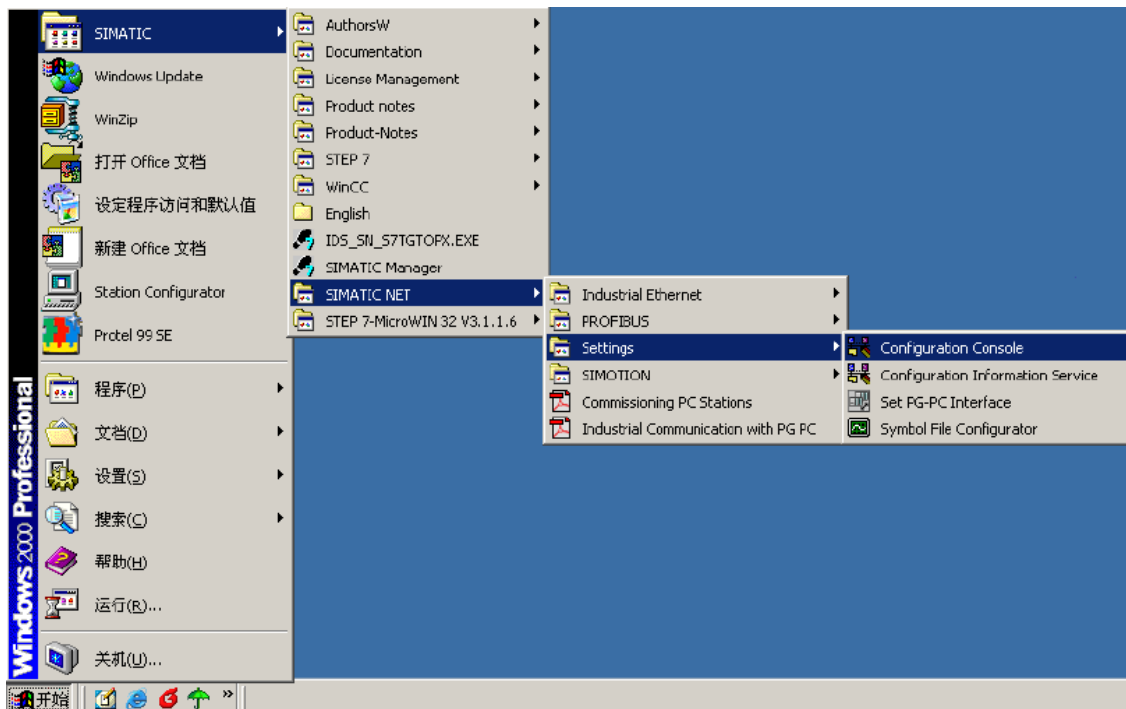 SIMATIC
Windows Update
WinZip
打开 Office 文档
设定程序访问和默认值
新建 Office 文档
Station Configurator
Protel 99 SE
程序(P)
文档(D)
设置(S)
搜索(C)
帮助(H)
运行(R)...
关机(U)...
Windows 2000 Professional
开始
»
AuthorsW
Documentation
License Management
Product notes
Product-Notes
STEP 7
WinCC
English
IDS_SN_S7TGTOPX.EXE
SIMATIC Manager
SIMATIC NET
STEP 7-MicroWIN 32 V3.1.1.6
Industrial Ethernet
PROFIBUS
Settings
SIMOTION
Commissioning PC Stations
Industrial Communication with PG PC
Configuration Console
Configuration Information Service
Set PG-PC Interface
Symbol File Configurator